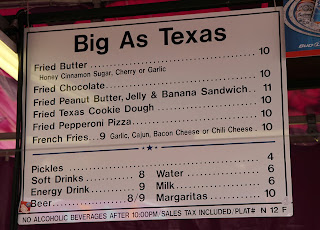 Big As Texas
Fried Butter 10
Honey Cinnamon Sugar, Cherry or Garlic
Fried Chocolate 10
Fried Peanut Butter, Jelly & Banana Sandwich 11
Fried Texas Cookie Dough 10
Fried Pepperoni Pizza 10
French Fries...9 Garlic, Cajun, Bacon Cheese or Chili Cheese 10
Pickles 4
Soft Drinks 8 Water 6
Energy Drink 9 Milk 6
Beer 8/9 Margaritas 10
NO ALCOHOLIC BEVERAGES AFTER 10:00PM/ SALES TAX INCLUDED/PLAT# N 12 F